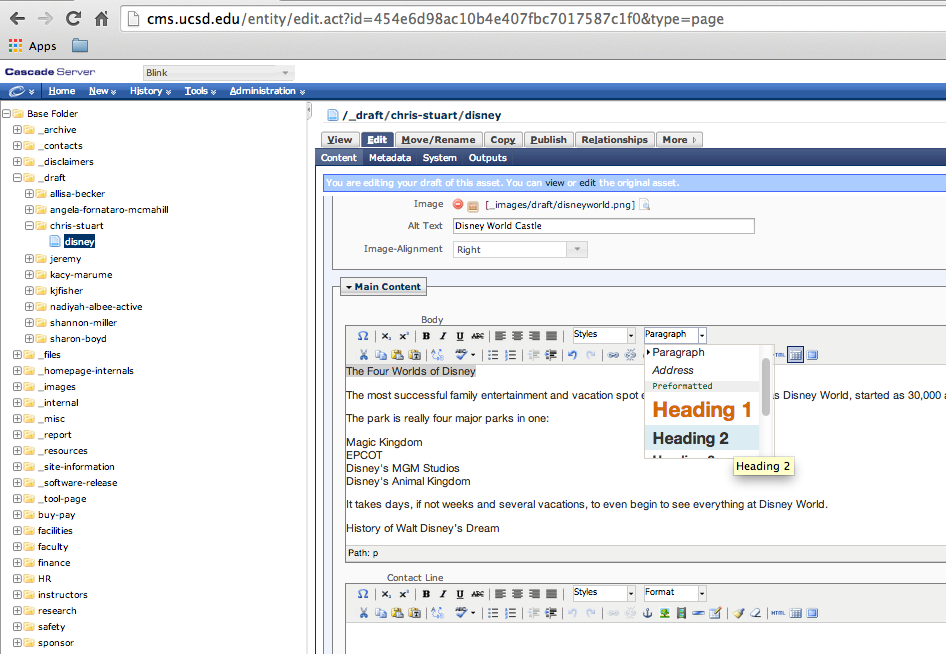 cms.ucsd.edu/entity/edit.act?id=454e6d98ac10b4e407fbc7017587c1f0&type=page
Apps
Cascade Server
Blink
Home New History Tools Administration
Base Folder
_archive
_contacts
_disclaimers
_draft
allisa-becker
angela-fornataro-mcmahill
chris-stuart
disney
jeremy
kacy-marume
kjfisher
nadiyah-albee-active
shannon-miller
sharon-boyd
_files
_homepage-internals
_images
_internal
_misc
_report
_resources
_site-information
_software-release
_tool-page
buy-pay
facilities
faculty
finance
HR
instructors
research
safety
sponsor
/_draft/chris-stuart/disney
View Edit Move/Rename Copy Publish Relationships More
Content Metadata System Outputs
You are editing your draft of this asset. You can view or edit the original asset.
Image [_images/draft/disneyworld.png]
Alt Text Disney World Castle
Image-Alignment Right
Main Content
Body
Styles Paragraph
Paragraph
Address
Preformatted
Heading 1
Heading 2
Heading 2
The Four Worlds of Disney
The most successful family entertainment and vacation spot as Disney World, started as 30,000
The park is really four major parks in one:
Magic Kingdom
EPCOT
Disney's MGM Studios
Disney's Animal Kingdom
It takes days, if not weeks and several vacations, to even begin to see everything at Disney World.
History of Walt Disney's Dream
Path: p
Contact Line
Styles Format
HTML